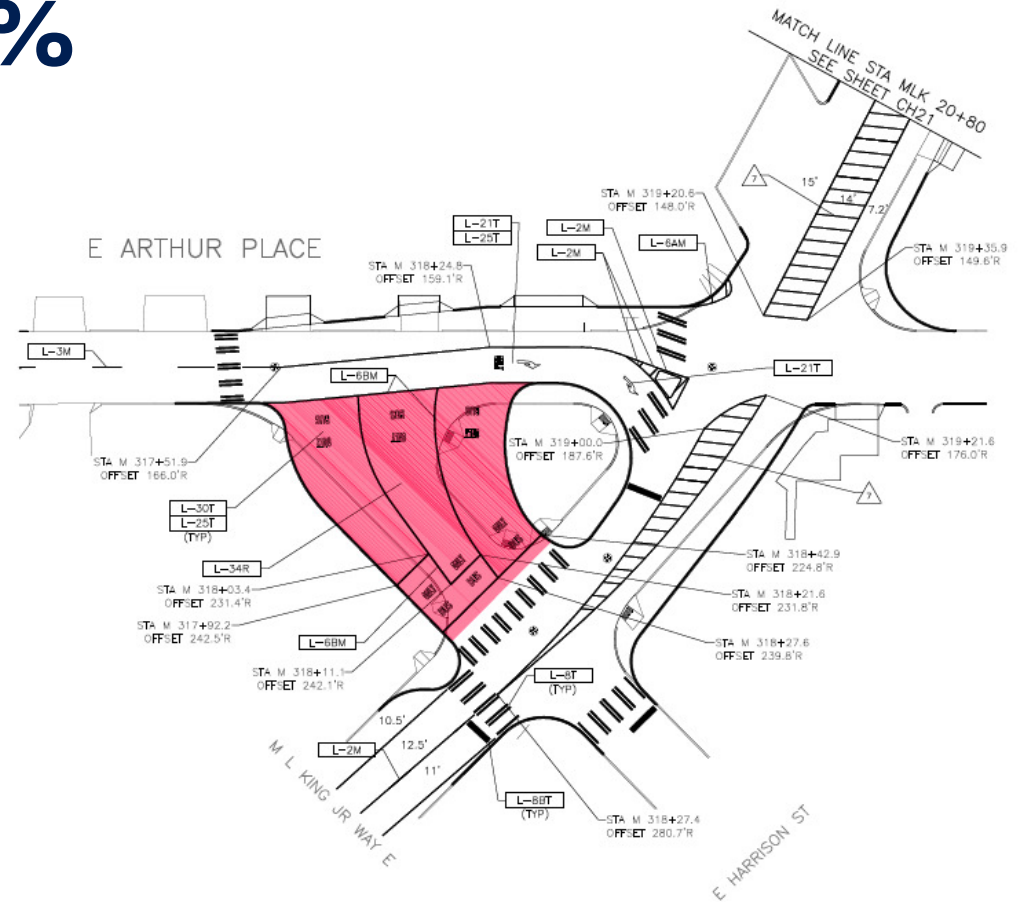 %
MATCH LINE STA MLK 20+80
SEE SHEET CH21
7
15'
14'
7.2'
STA M 319+20.6
OFFSET 148.0'R
L-21T
L-25T
L-2M
L-2M
L-6AM
E ARTHUR PLACE
STA M 318+24.8
OFFSET 159.1'R
STA M 319+35.9
OFFSET 149.6'R
L-3M
L-6BM
L-21T
STA M 317+51.9
OFFSET 166.0'R
STA M 319+00.0
OFFSET 187.6'R
STA M 319+21.6
OFFSET 176.0'R
7
L-30T
L-25T
(TYP)
L-34R
STA M 318+42.9
OFFSET 224.8'R
STA M 318+03.4
OFFSET 231.4'R
STA M 318+21.6
OFFSET 231.8'R
STA M 317+92.2
OFFSET 242.5'R
L-6BM
STA M 318+27.6
OFFSET 239.8'R
STA M 318+11.1
OFFSET 242.1'R
L-8T
(TYP)
10.5'
L-2M
12.5'
11'
M L KING JR WAY E
L-8BT
(TYP)
STA M 318+27.4
OFFSET 280.7'R
E HARRISON ST